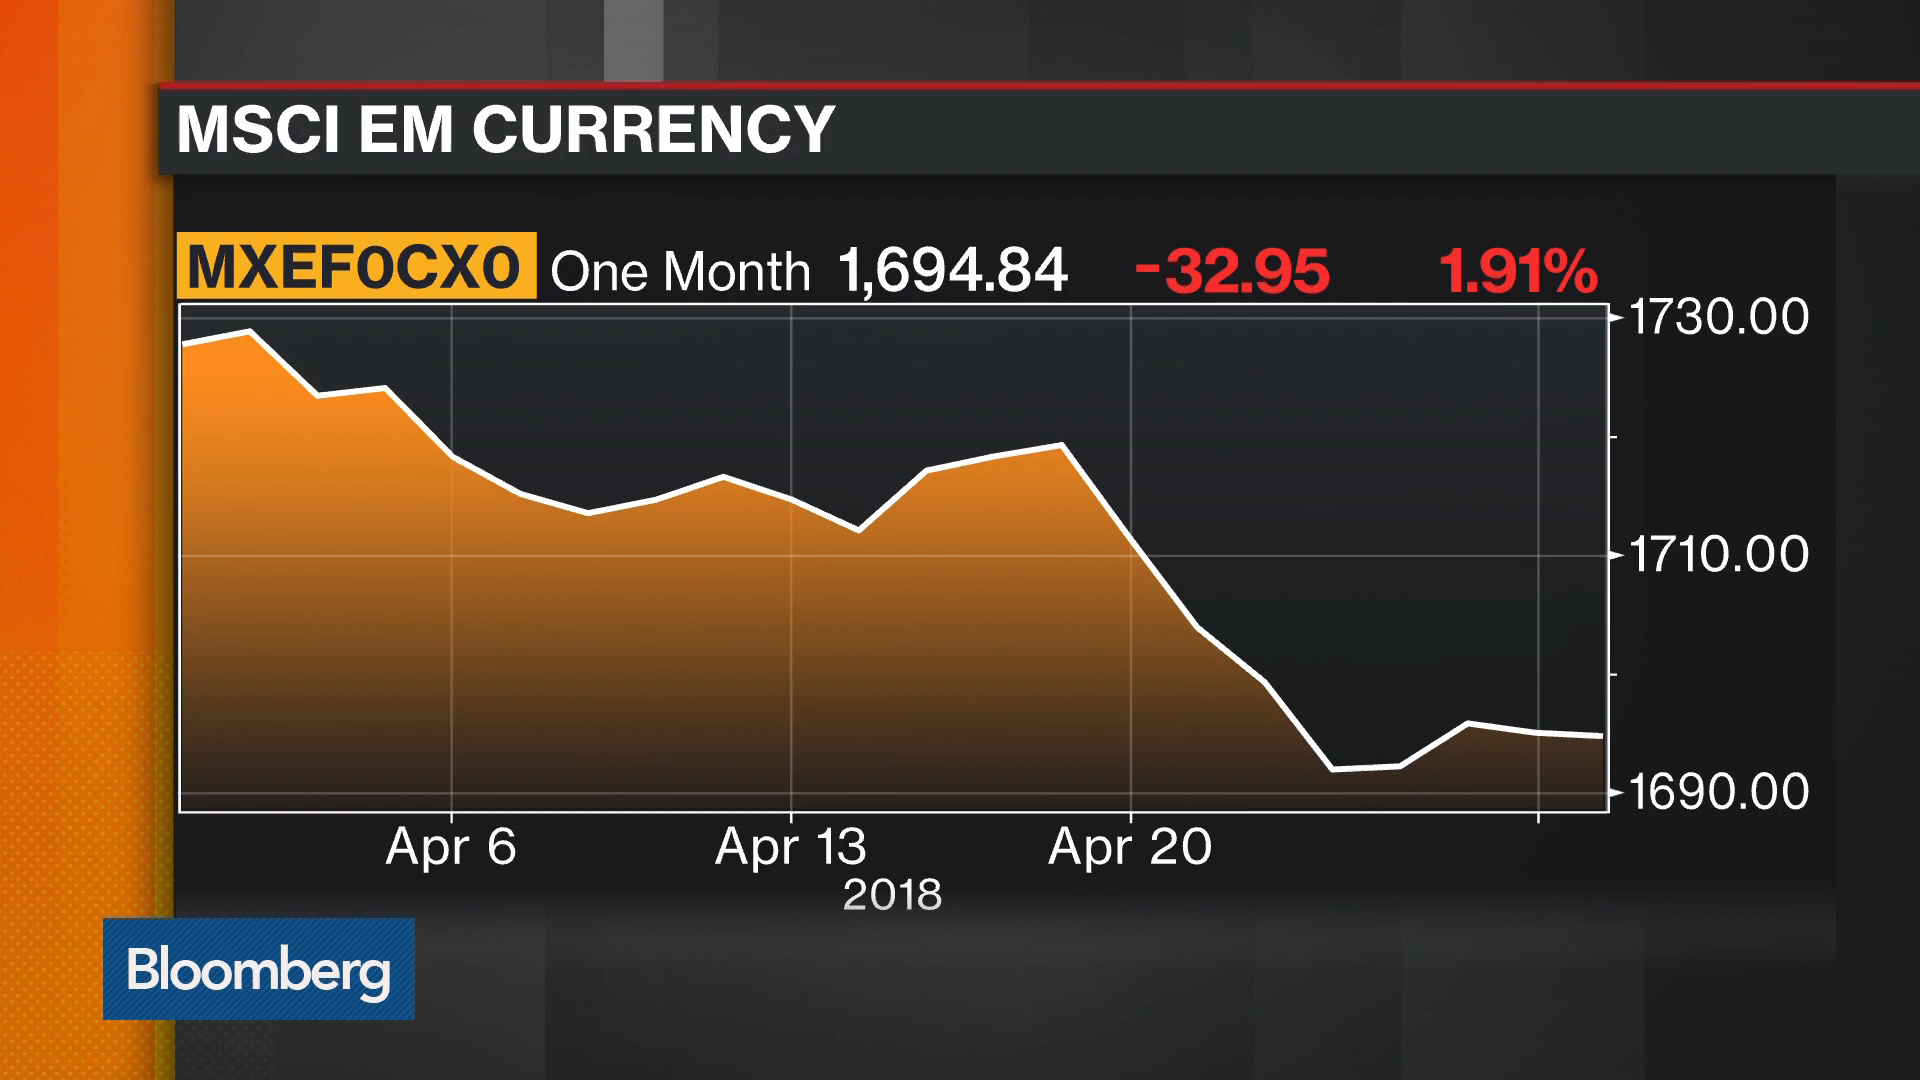 MSCI EM CURRENCY
MXEF0CX0 One Month 1,694.84 -32.95 1.91%
1730.00
1710.00
1690.00
Apr 6 Apr 13 Apr 20
2018
Bloomberg